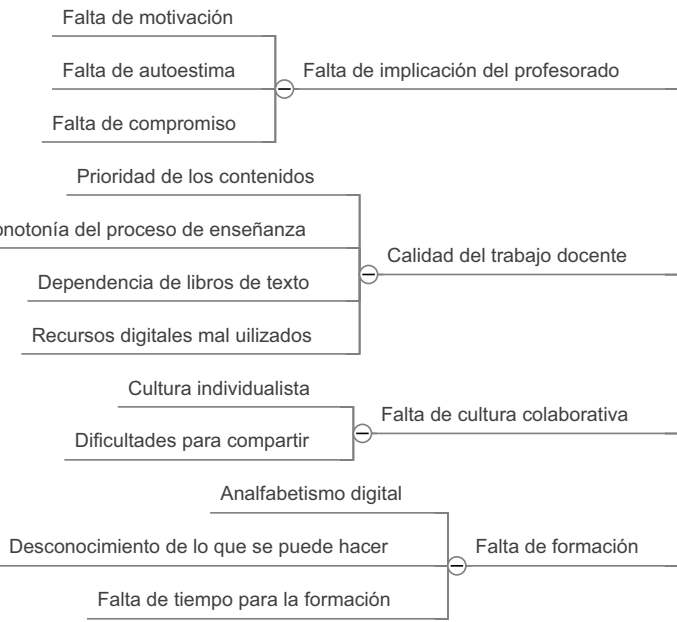 Falta de motivación
Falta de autoestima
Falta de compromiso
Falta de implicación del profesorado
Prioridad de los contenidos
del proceso de enseñanza
Dependencia de libros de texto
Recursos digitales mal uilizados
Calidad del trabajo docente
Cultura individualista
Dificultades para compartir
Falta de cultura colaborativa
Analfabetismo digital
Desconocimiento de lo que se puede hacer
Falta de tiempo para la formación
Falta de formación